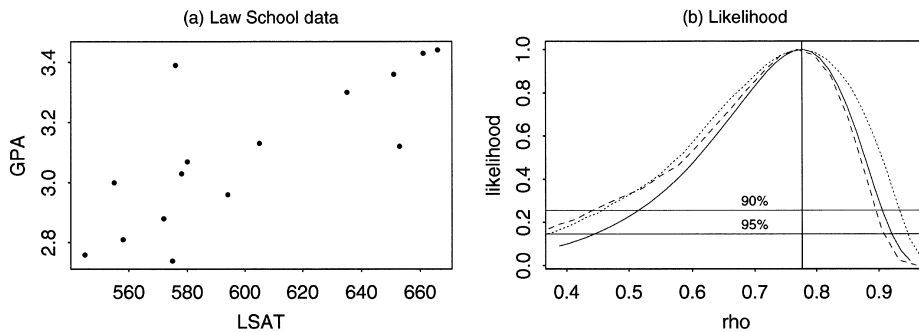 (a) Law School data
GPA
3.4
3.2
3.0
2.8
560 580 600 620 640 660
LSAT
(b) Likelihood
likelihood
1.0
0.8
0.6
0.4
0.2
0.0
90%
95%
0.4 0.5 0.6 0.7 0.8 0.9
rho